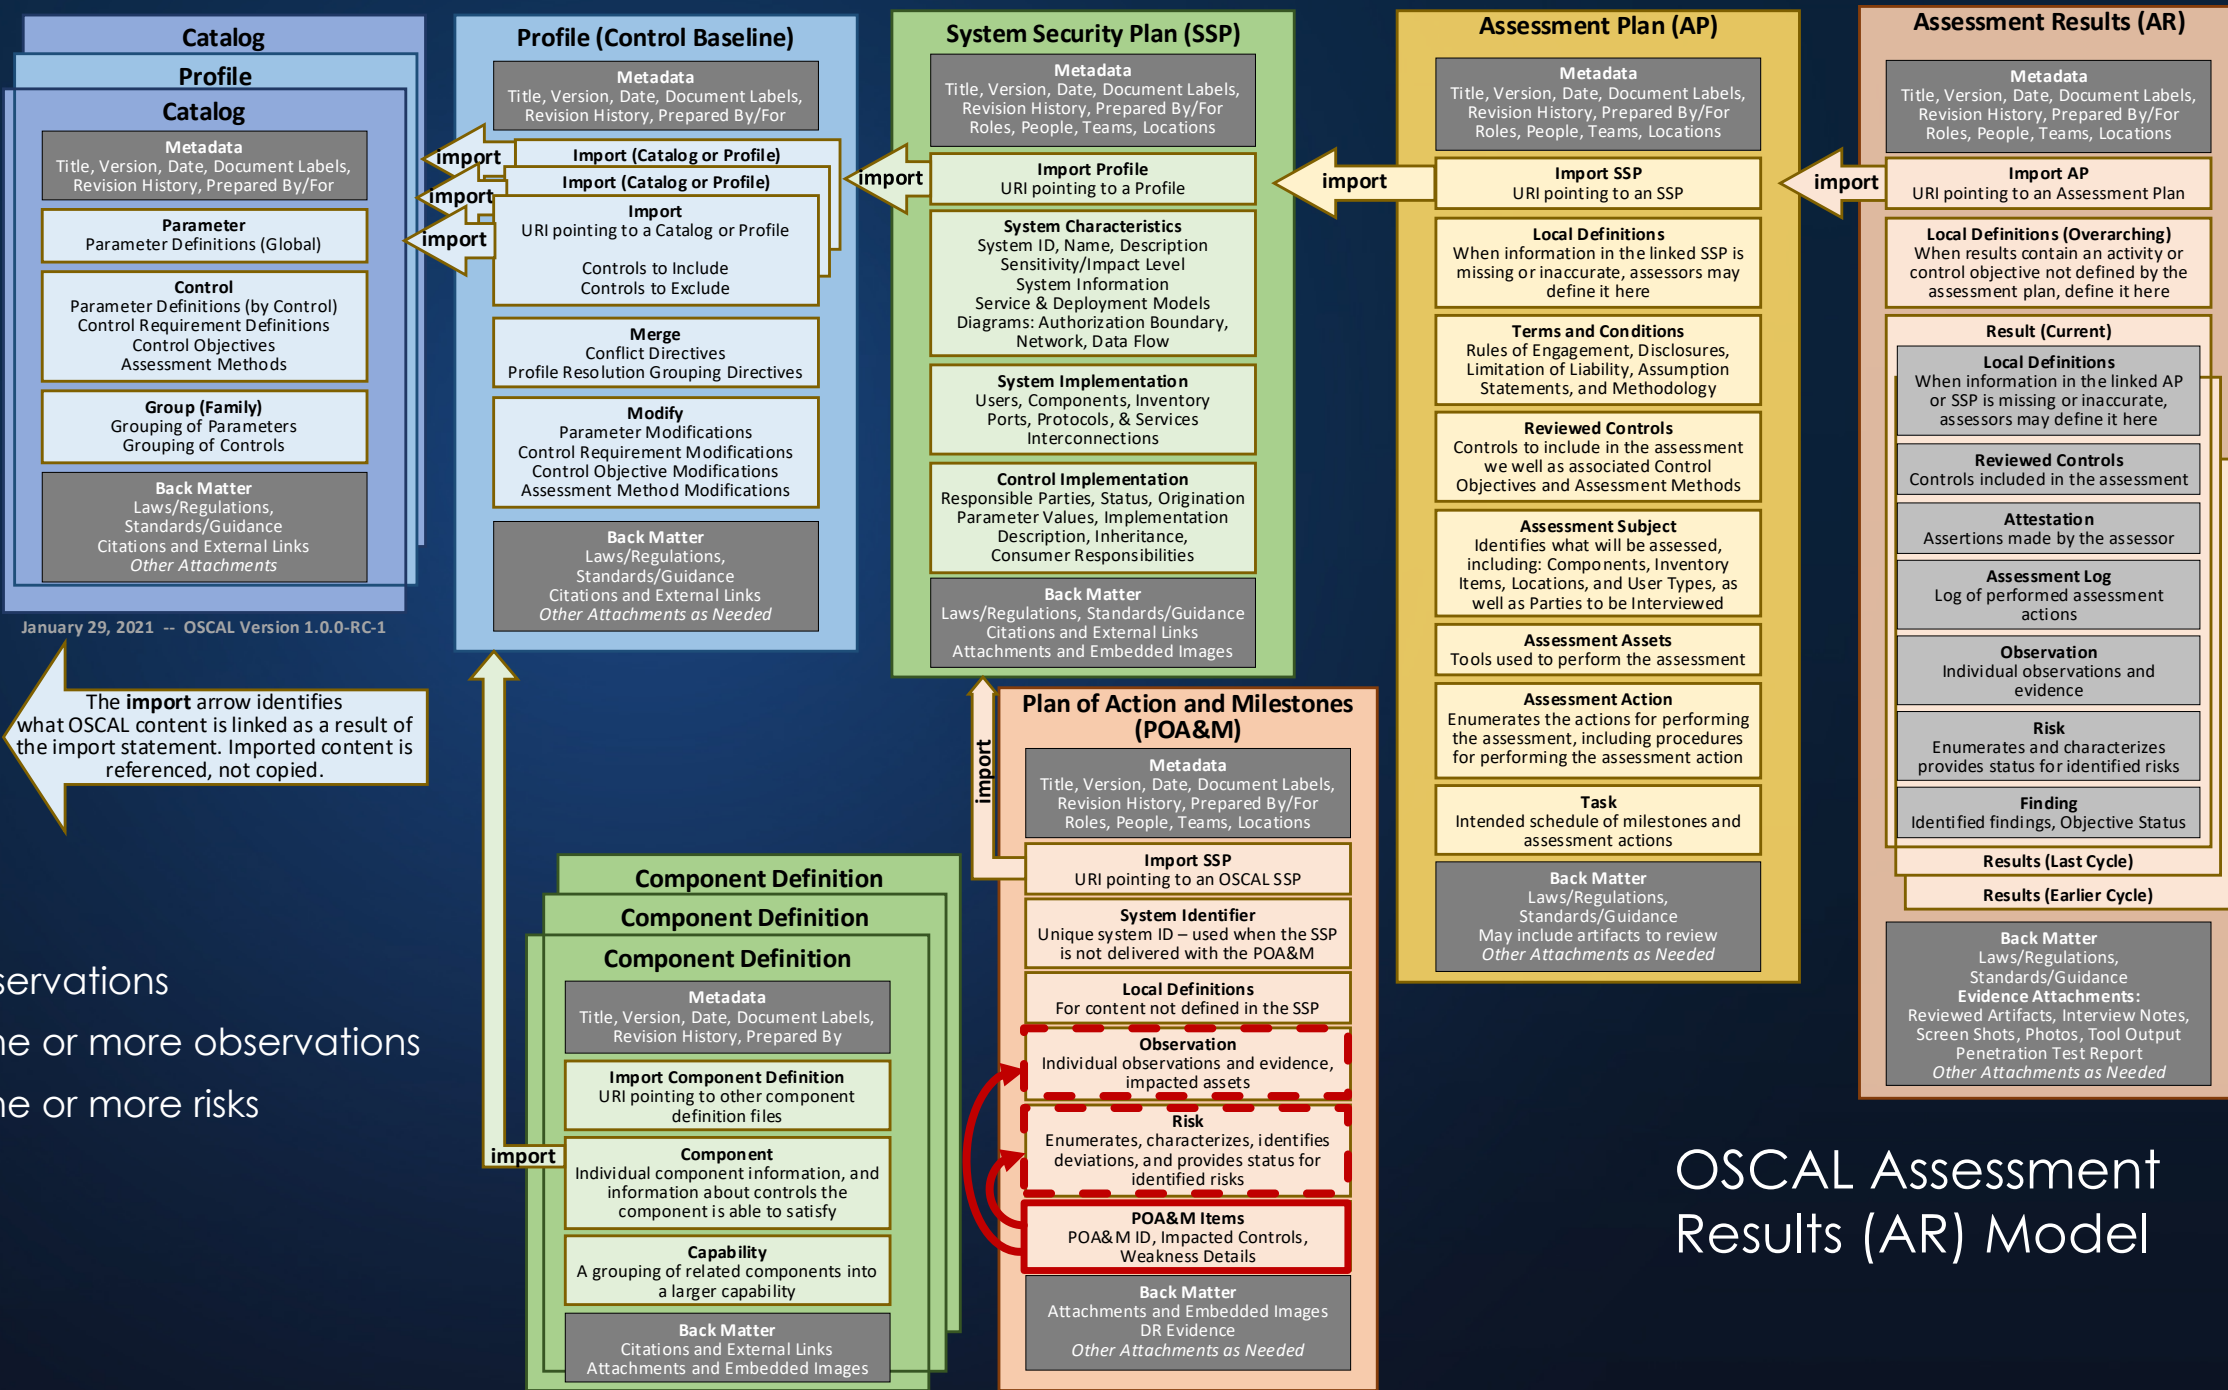 Catalog
Profile
Catalog
Metadata
Title, Version, Date, Document Labels,
Revision History, Prepared By/For
Parameter
Parameter Definitions (Global)
Control
Parameter Definitions (by Control)
Control Requirement Definitions
Control Objectives
Assessment Methods
Group (Family)
Grouping of Parameters
Grouping of Controls
Back Matter
Laws/Regulations,
Standards/Guidance
Citations and External Links
Other Attachments
January 29, 2021 -- OSCAL Version 1.0.0-RC-1
The import arrow identifies
what OSCAL content is linked as a result of
the import statement. Imported content is
referenced, not copied.
servations
ne or more observations
ne or more risks
Profile (Control Baseline)
Metadata
Title, Version, Date, Document Labels,
Revision History, Prepared By/For
import
Import (Catalog or Profile)
import
Import (Catalog or Profile)
import
Import
URI pointing to a Catalog or Profile
Controls to Include
Controls to Exclude
Merge
Conflict Directives
Profile Resolution Grouping Directives
Modify
Parameter Modifications
Control Requirement Modifications
Control Objective Modifications
Assessment Method Modifications
Back Matter
Laws/Regulations,
Standards/Guidance
Citations and External Links
Other Attachments as Needed
Component Definition
Component Definition
Component Definition
Metadata
Title, Version, Date, Document Labels,
Revision History, Prepared By
Import Component Definition
URI pointing to other component
definition files
import
Component
Individual component information, and
information about controls the
component is able to satisfy
Capability
A grouping of related components into
a larger capability
Back Matter
Citations and External Links
Attachments and Embedded Images
System Security Plan (SSP)
Metadata
Title, Version, Date, Document Labels,
Revision History, Prepared By/For
Roles, People, Teams, Locations
import
Import Profile
URI pointing to a Profile
System Characteristics
System ID, Name, Description
Sensitivity/Impact Level
System Information
Service & Deployment Models
Diagrams: Authorization Boundary,
Network, Data Flow
System Implementation
Users, Components, Inventory
Ports, Protocols, & Services
Interconnections
Control Implementation
Responsible Parties, Status, Origination
Parameter Values, Implementation
Description, Inheritance,
Consumer Responsibilities
Back Matter
Laws/Regulations, Standards/Guidance
Citations and External Links
Attachments and Embedded Images
Plan of Action and Milestones
(POA&M)
Metadata
Title, Version, Date, Document Labels,
Revision History, Prepared By/For
Roles, People, Teams, Locations
import
Import SSP
URI pointing to an OSCAL SSP
System Identifier
Unique system ID – used when the SSP
is not delivered with the POA&M
Local Definitions
For content not defined in the SSP
Observation
Individual observations and evidence,
impacted assets
Risk
Enumerates, characterizes, identifies
deviations, and provides status for
identified risks
POA&M Items
POA&M ID, Impacted Controls,
Weakness Details
Back Matter
Attachments and Embedded Images
DR Evidence
Other Attachments as Needed
Assessment Plan (AP)
Metadata
Title, Version, Date, Document Labels,
Revision History, Prepared By/For
Roles, People, Teams, Locations
import
Import SSP
URI pointing to an SSP
Local Definitions
When information in the linked SSP is
missing or inaccurate, assessors may
define it here
Terms and Conditions
Rules of Engagement, Disclosures,
Limitation of Liability, Assumption
Statements, and Methodology
Reviewed Controls
Controls to include in the assessment
we well as associated Control
Objectives and Assessment Methods
Assessment Subject
Identifies what will be assessed,
including: Components, Inventory
Items, Locations, and User Types, as
well as Parties to be Interviewed
Assessment Assets
Tools used to perform the assessment
Assessment Action
Enumerates the actions for performing
the assessment, including procedures
for performing the assessment action
Task
Intended schedule of milestones and
assessment actions
Back Matter
Laws/Regulations,
Standards/Guidance
May include artifacts to review
Other Attachments as Needed
Assessment Results (AR)
Metadata
Title, Version, Date, Document Labels,
Revision History, Prepared By/For
Roles, People, Teams, Locations
import
Import AP
URI pointing to an Assessment Plan
Local Definitions (Overarching)
When results contain an activity or
control objective not defined by the
assessment plan, define it here
Result (Current)
Local Definitions
When information in the linked AP
or SSP is missing or inaccurate,
assessors may define it here
Reviewed Controls
Controls included in the assessment
Attestation
Assertions made by the assessor
Assessment Log
Log of performed assessment
actions
Observation
Individual observations and
evidence
Risk
Enumerates and characterizes
provides status for identified risks
Finding
Identified findings, Objective Status
Results (Last Cycle)
Results (Earlier Cycle)
Back Matter
Laws/Regulations,
Standards/Guidance
Evidence Attachments:
Reviewed Artifacts, Interview Notes,
Screen Shots, Photos, Tool Output
Penetration Test Report
Other Attachments as Needed
OSCAL Assessment
Results (AR) Model